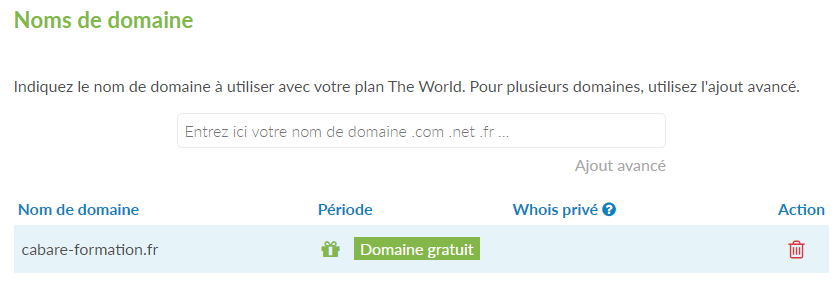 Noms de domaine
Indiquez le nom de domaine à utiliser avec votre plan The World. Pour plusieurs domaines, utilisez l'ajout avancé.
Entrez ici votre nom de domaine .com .net .fr ...
Ajout avancé
Nom de domaine Période Whois privé ? Action
cabare-formation.fr Domaine gratuit